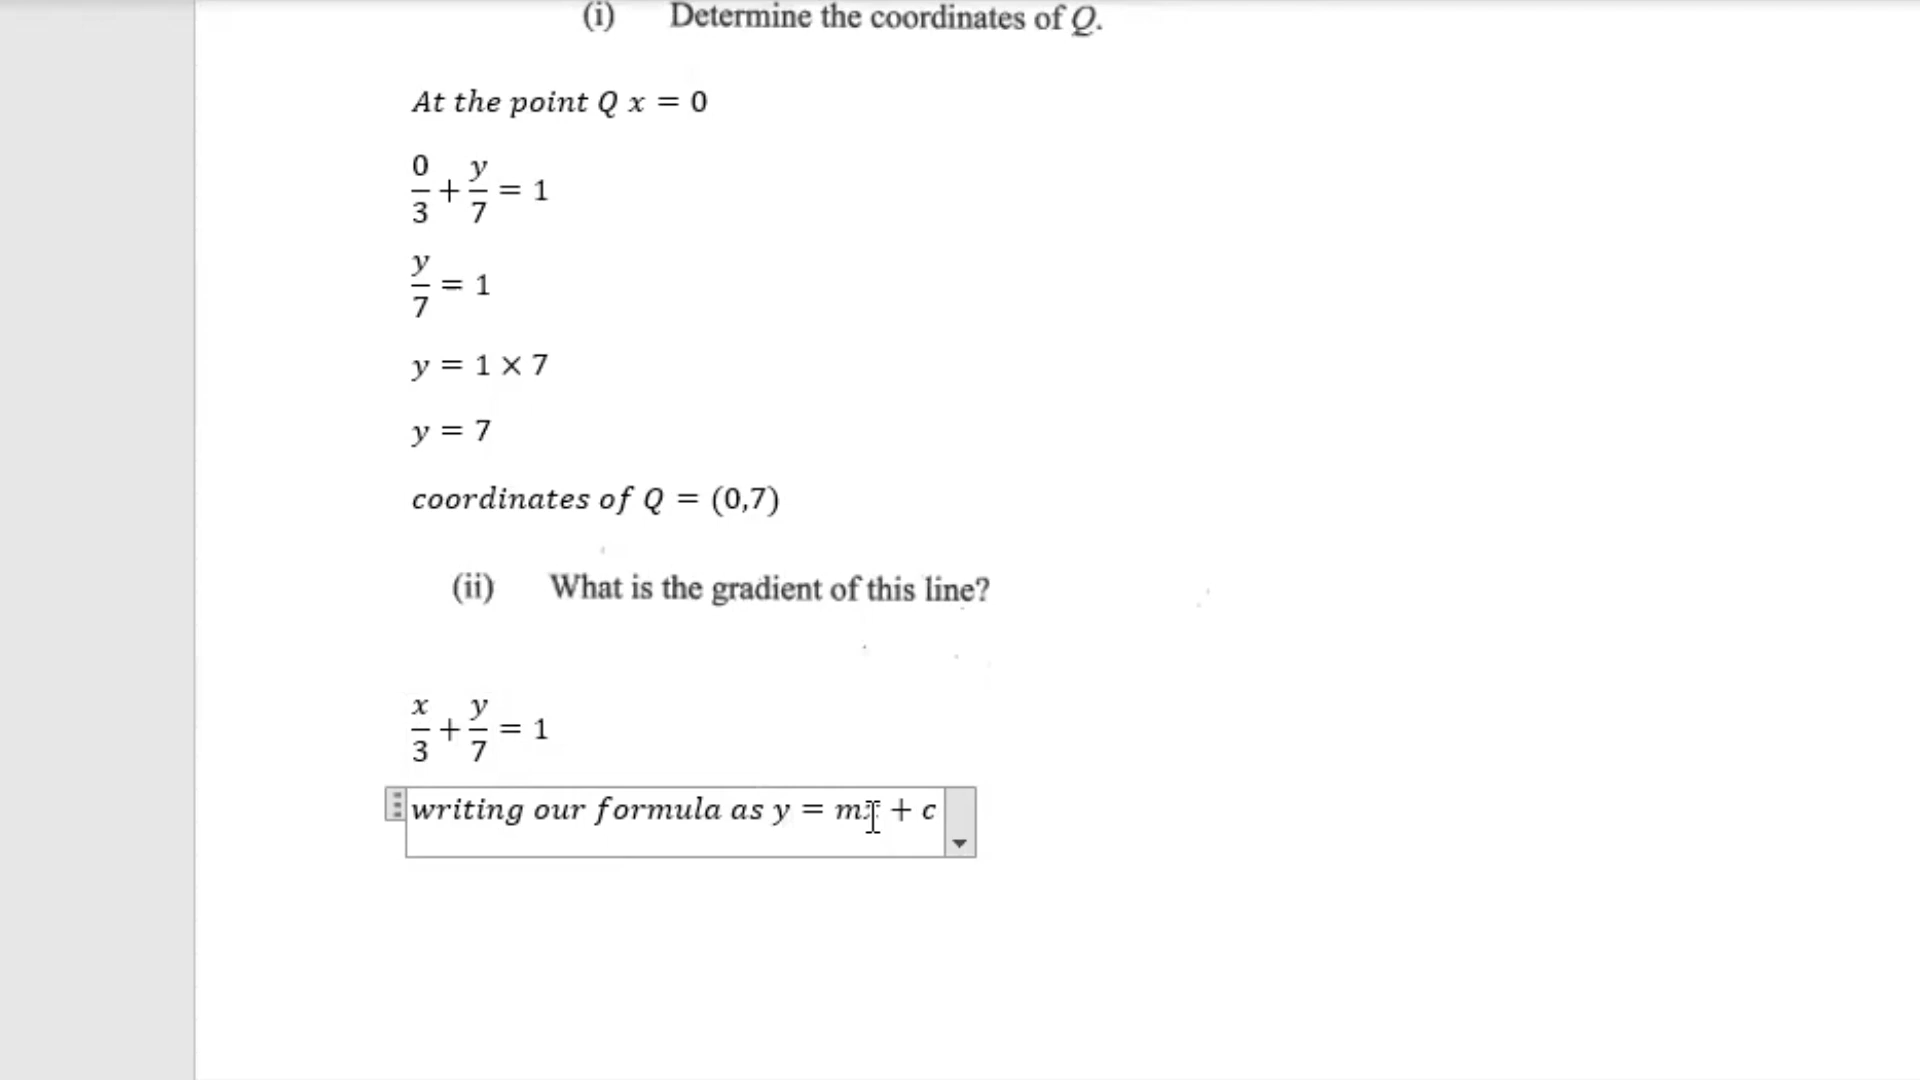 (i) Determine the coordinates of Q.
At the point Q x = 0
0/3 + y/7 = 1
y/7 = 1
y = 1 × 7
y = 7
coordinates of Q = (0,7)
(ii) What is the gradient of this line?
x/3 + y/7 = 1
writing our formula as y = mx + c